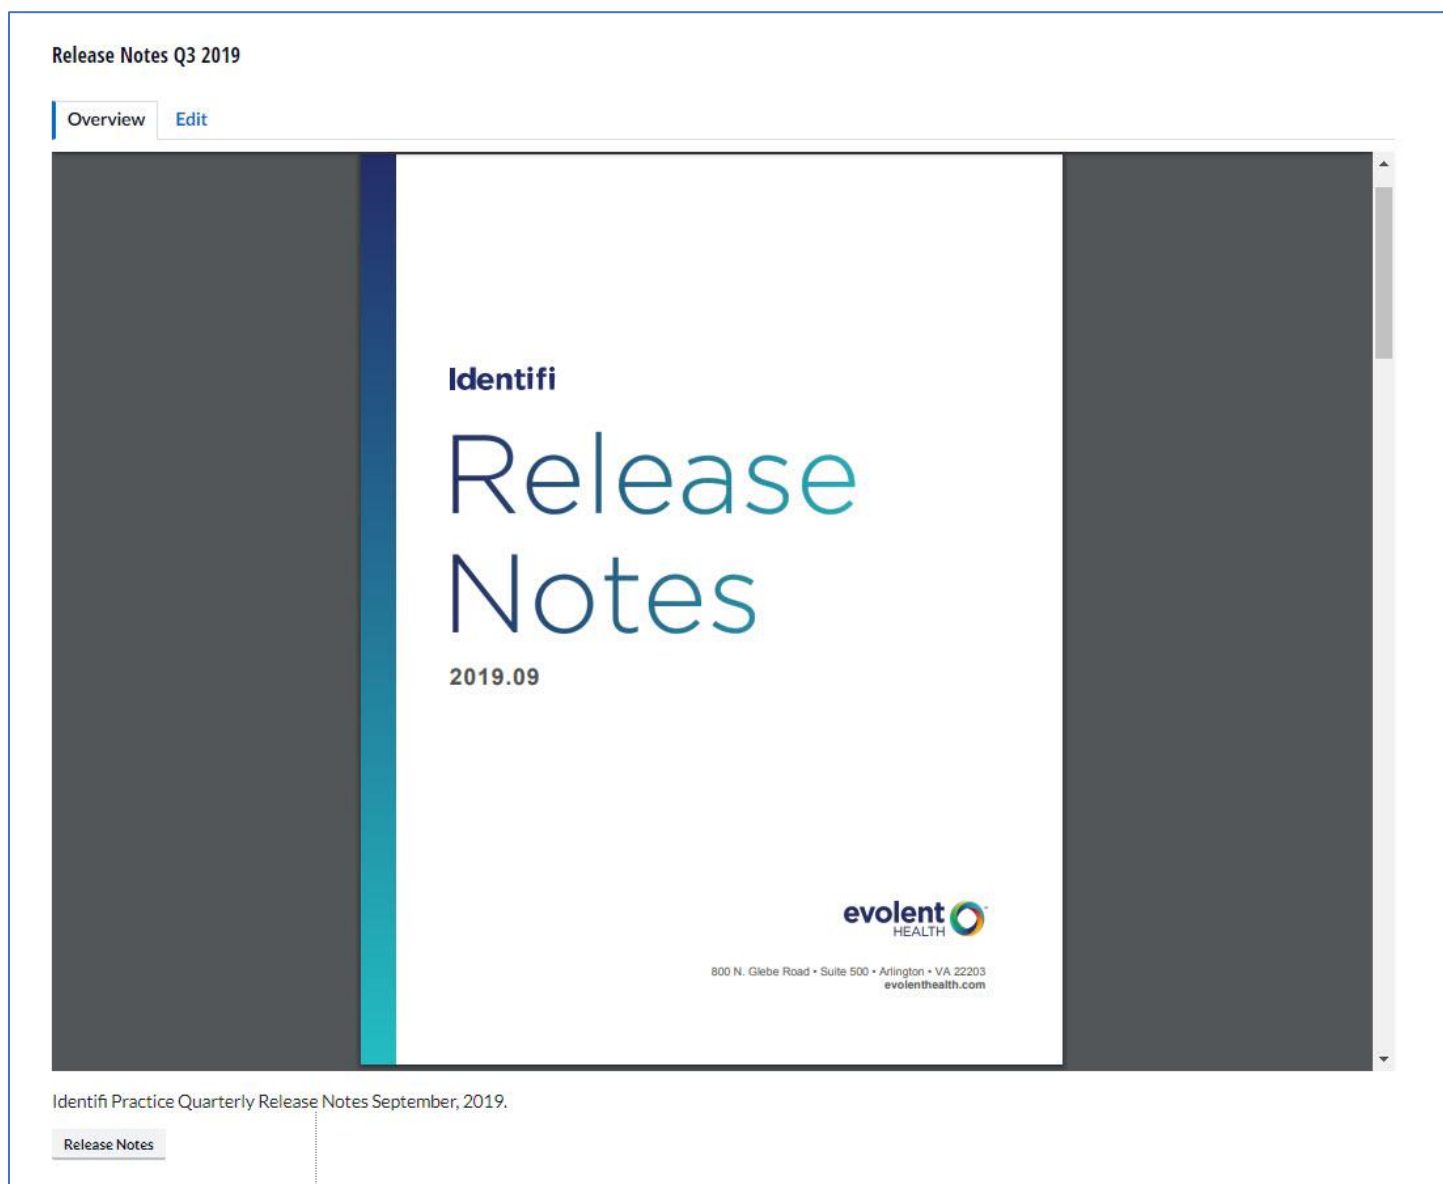 Release Notes Q3 2019
Overview Edit
Identifi
Release
Notes
2019.09
evolent
HEALTH
800 N. Glebe Road • Suite 500 • Arlington • VA 22203
evolenthealth.com
Identifi Practice Quarterly Release Notes September, 2019.
Release Notes